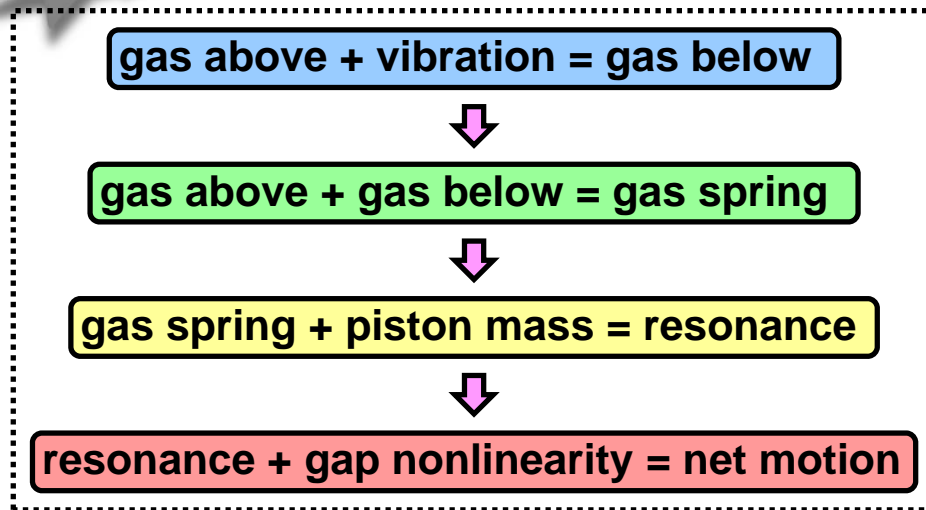 gas above + vibration = gas below
gas above + gas below = gas spring
gas spring + piston mass = resonance
resonance + gap nonlinearity = net motion